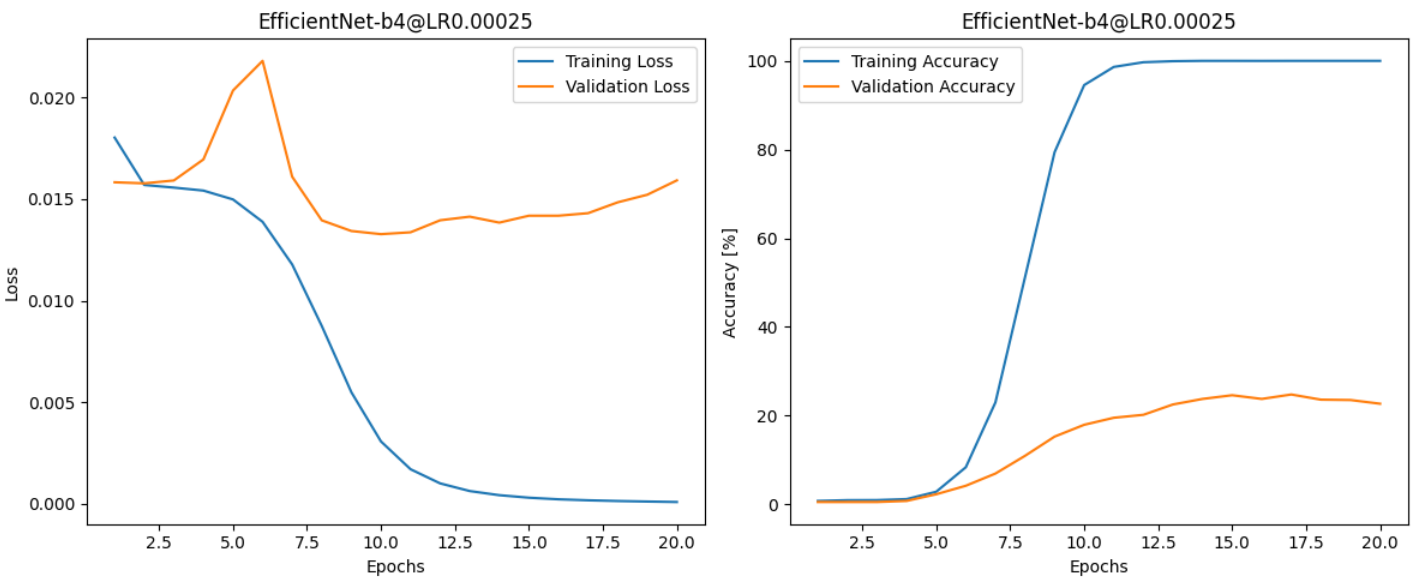 EfficientNet-b4@LR0.00025
Training Loss
Validation Loss
0.020
0.015
0.010
0.005
0.000
Loss
2.5 5.0 7.5 10.0 12.5 15.0 17.5 20.0
Epochs
EfficientNet-b4@LR0.00025
Training Accuracy
Validation Accuracy
100
80
60
40
20
0
Accuracy [%]
2.5 5.0 7.5 10.0 12.5 15.0 17.5 20.0
Epochs